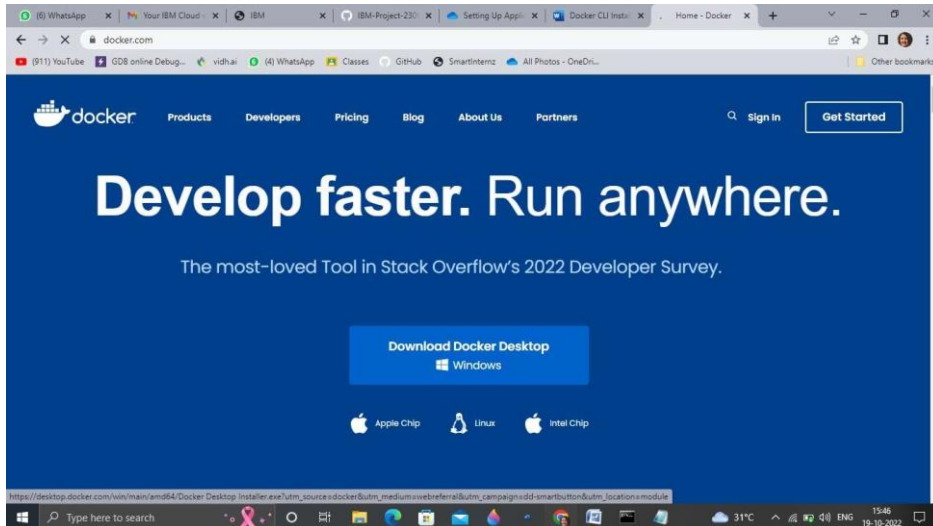 (6) WhatsApp
Your IBM Cloud
IBM
IBM-Project-230
Setting Up Appli
Docker CLI Instal
Home - Docker
docker.com
(911) YouTube
GDB online Debug...
vidh.ai
(4) WhatsApp
Classes
GitHub
SmartInternz
All Photos - OneDri...
Other bookmarks
docker
Products
Developers
Pricing
Blog
About Us
Partners
Sign In
Get Started
Develop faster. Run anywhere.
The most-loved Tool in Stack Overflow's 2022 Developer Survey.
Download Docker Desktop
Windows
Apple Chip
Linux
Intel Chip
https://desktop.docker.com/win/main/amd64/Docker Desktop Installer.exe?utm_source=docker&utm_medium=webreferral&utm_campaign=dd-smartbutton&utm_location=module
Type here to search
31°C
ENG
15:46
19-10-2022